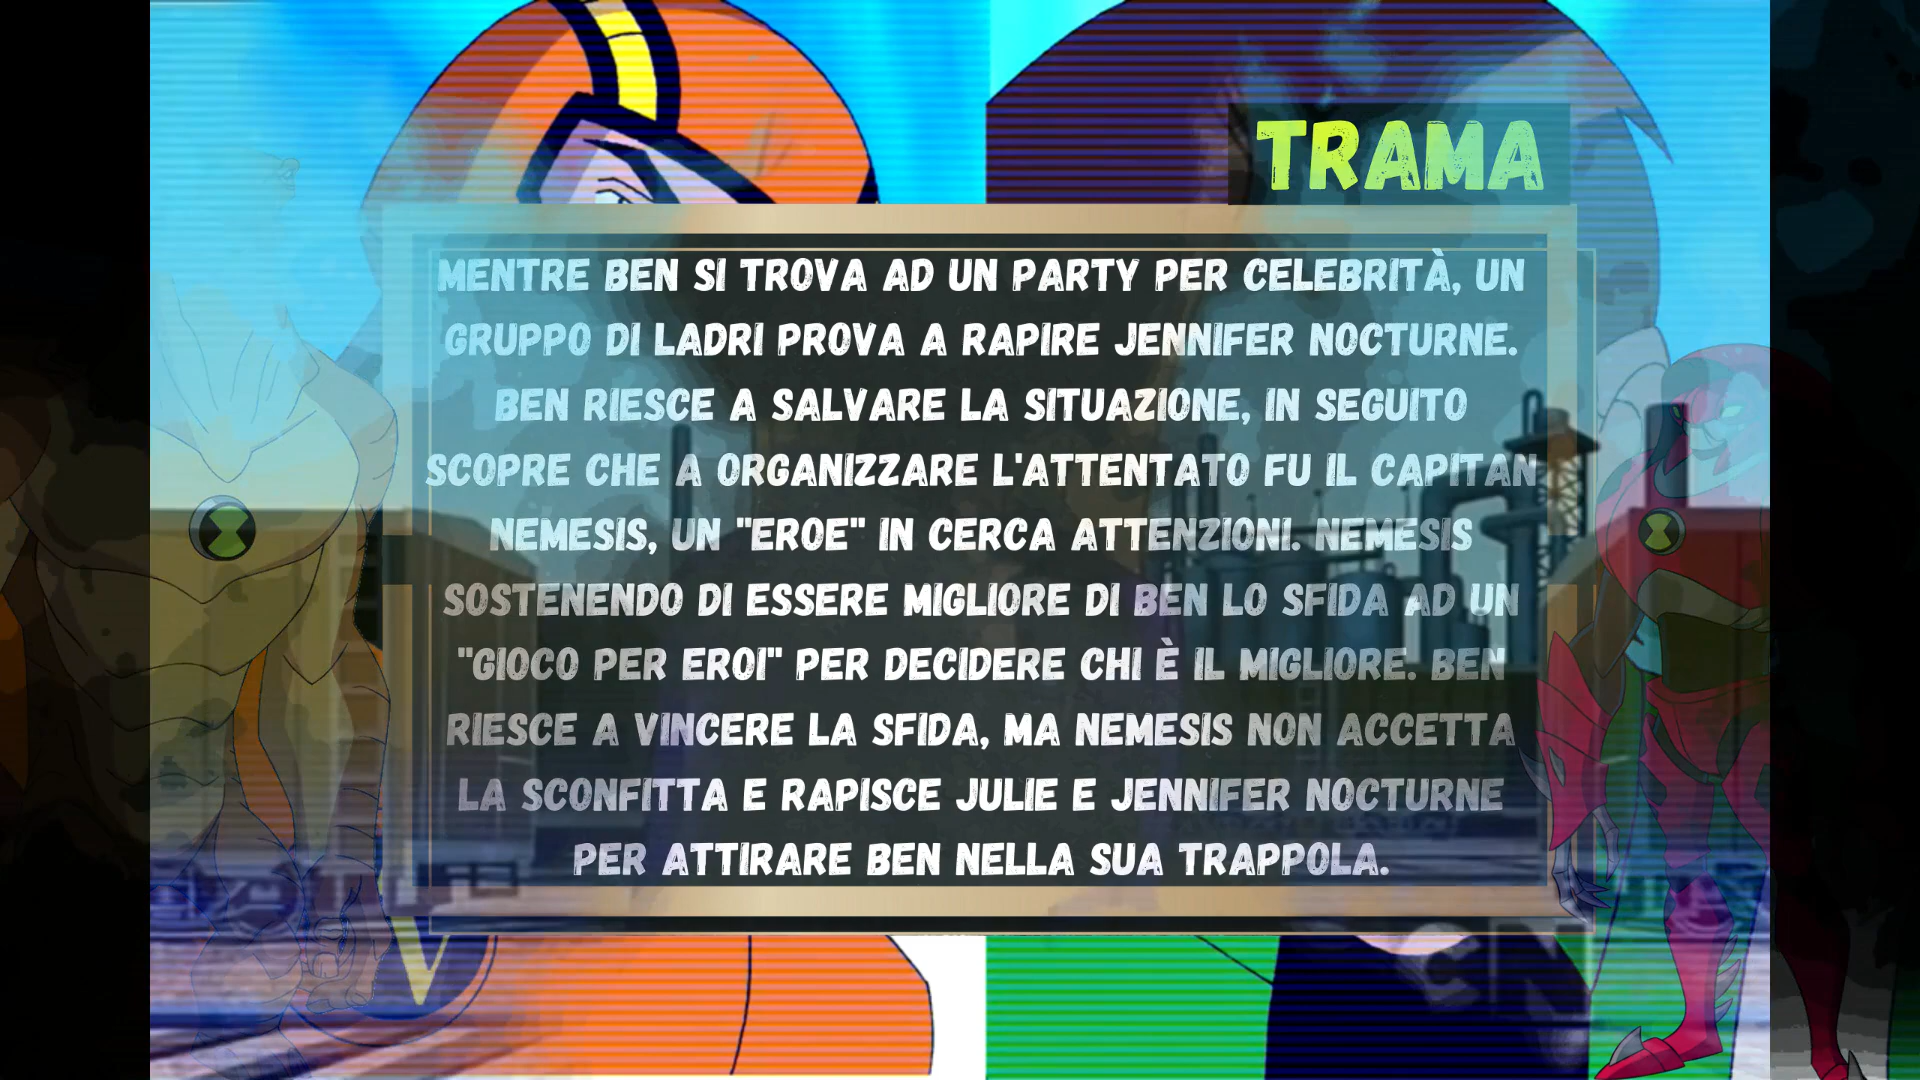 TRAMA
MENTRE BEN SI TROVA AD UN PARTY PER CELEBRITÀ, UN
GRUPPO DI LADRI PROVA A RAPIRE JENNIFER NOCTURNE.
BEN RIESCE A SALVARE LA SITUAZIONE, IN SEGUITO
SCOPRE CHE A ORGANIZZARE L'ATTENTATO FU IL CAPITAN
NEMESIS, UN "EROE" IN CERCA ATTENZIONI. NEMESIS
SOSTENENDO DI ESSERE MIGLIORE DI BEN LO SFIDA AD UN
"GIOCO PER EROI" PER DECIDERE CHI È IL MIGLIORE. BEN
RIESCE A VINCERE LA SFIDA, MA NEMESIS NON ACCETTA
LA SCONFITTA E RAPISCE JULIE E JENNIFER NOCTURNE
PER ATTIRARE BEN NELLA SUA TRAPPOLA.
CN